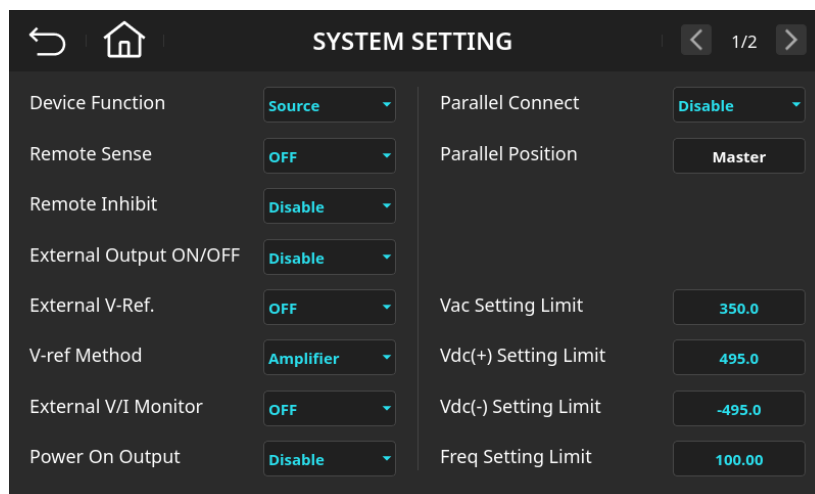 SYSTEM SETTING
1/2
Device Function Source
Remote Sense OFF
Remote Inhibit Disable
External Output ON/OFF Disable
External V-Ref. OFF
V-ref Method Amplifier
External V/I Monitor OFF
Power On Output Disable
Parallel Connect Disable
Parallel Position Master
Vac Setting Limit 350.0
Vdc(+) Setting Limit 495.0
Vdc(-) Setting Limit -495.0
Freq Setting Limit 100.00